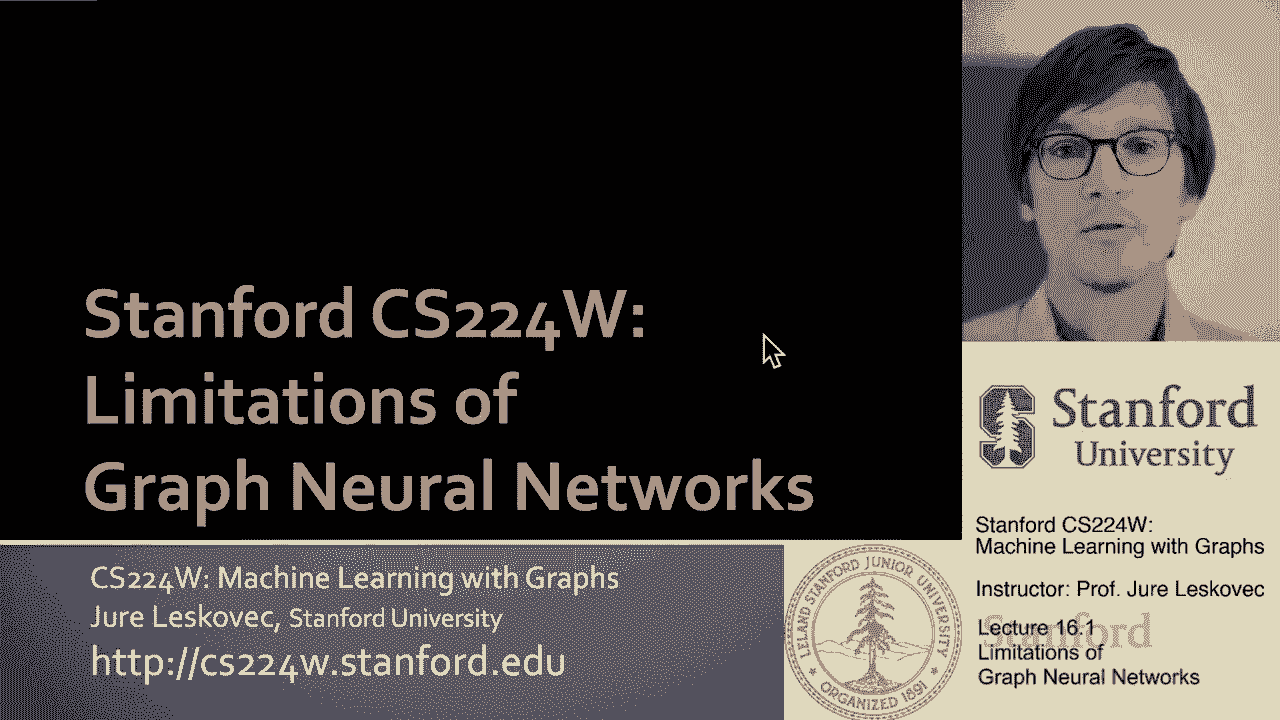 Stanford CS224W:
Limitations of
Graph Neural Networks
CS224W: Machine Learning with Graphs
Jure Leskovec, Stanford University
http://cs224w.stanford.edu
LELAND STANFORD JUNIOR UNIVERSITY
ORGANIZED 1891
Stanford
University
Stanford CS224W:
Machine Learning with Graphs
Instructor: Prof. Jure Leskovec
Stanford
Lecture 16.1
Limitations of
Graph Neural Networks